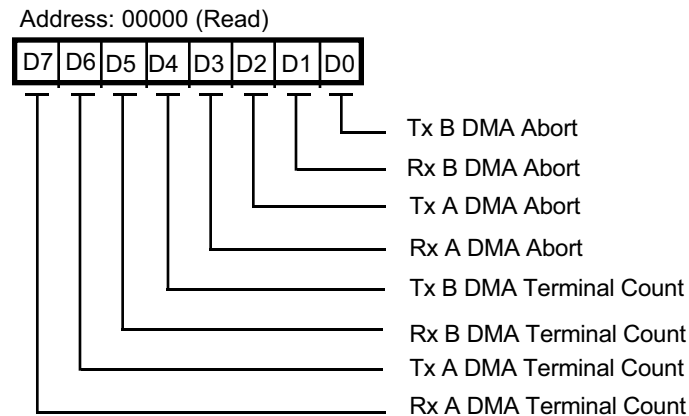 Address: 00000 (Read)
D7 D6 D5 D4 D3 D2 D1 D0
Tx B DMA Abort
Rx B DMA Abort
Tx A DMA Abort
Rx A DMA Abort
Tx B DMA Terminal Count
Rx B DMA Terminal Count
Tx A DMA Terminal Count
Rx A DMA Terminal Count